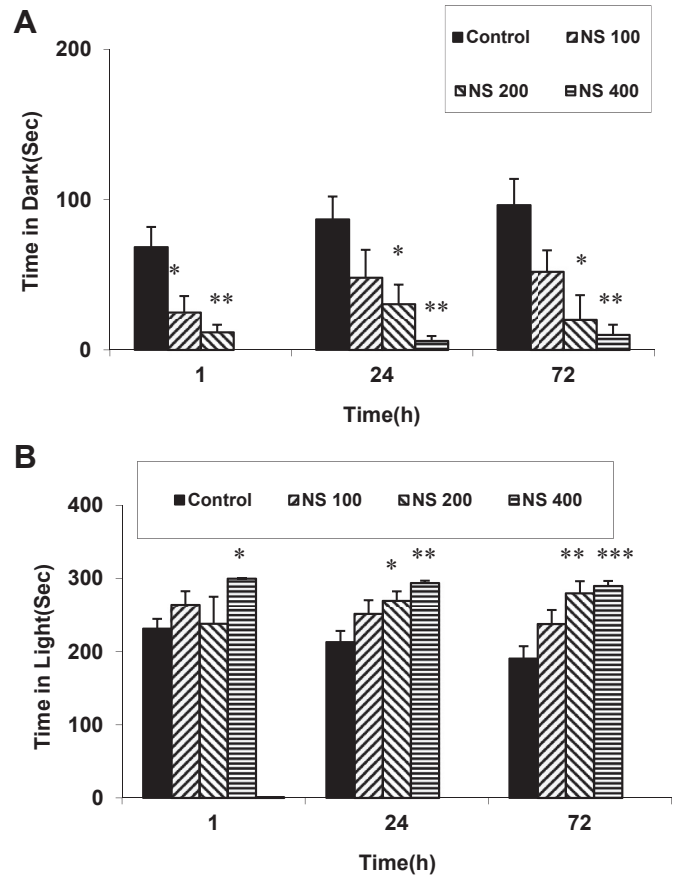 A
Control NS 100
NS 200 NS 400
200
100
0
Time in Dark(Sec)
* ** * ** * **
1 24 72
Time(h)
B
Control NS 100 NS 200 NS 400
400
300
200
100
0
Time in Light(Sec)
* * ** ** ***
1 24 72
Time(h)